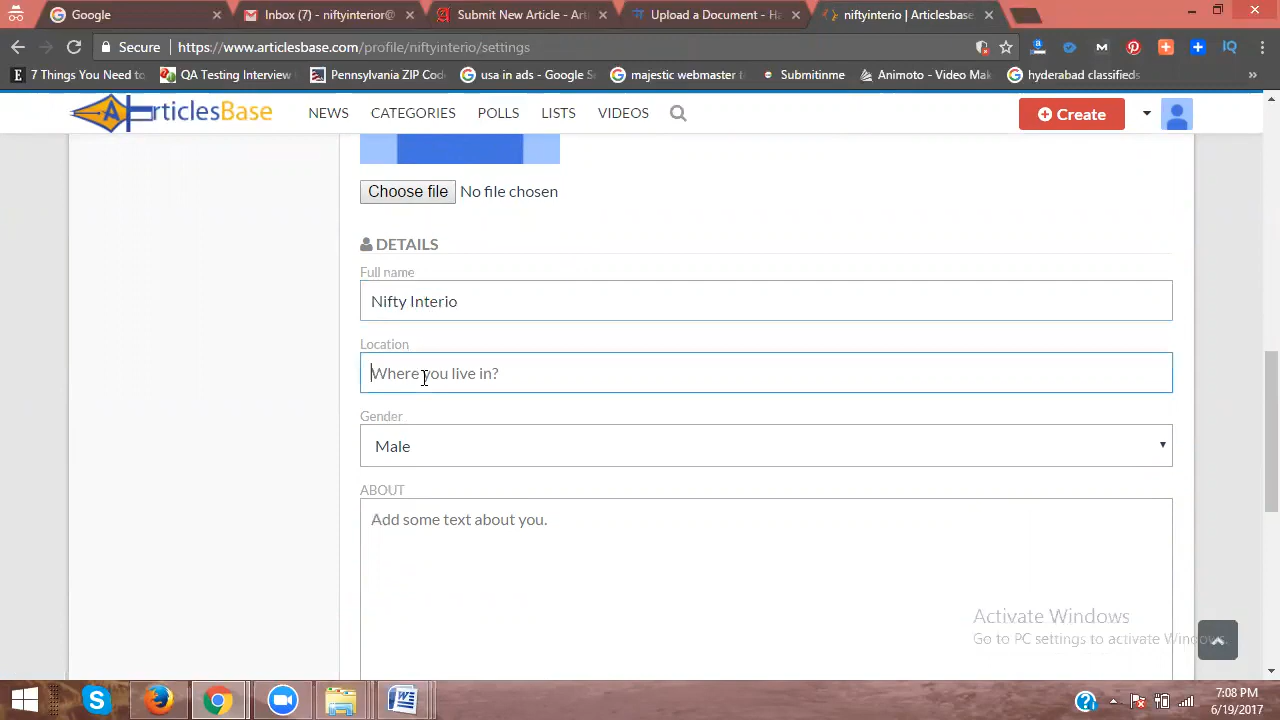 Google
Inbox (7) - niftyinterior@
Submit New Article - Arti
Upload a Document - Ha
niftyinterio | Articlesbase
Secure
https://www.articlesbase.com/profile/niftyinterio/settings
7 Things You Need to
QA Testing Interview
Pennsylvania ZIP Cod
usa in ads - Google S
majestic webmaster
Submitinme
Animoto - Video Mak
hyderabad classifieds
ArticlesBase
NEWS
CATEGORIES
POLLS
LISTS
VIDEOS
Create
Choose file No file chosen
DETAILS
Full name
Nifty Interio
Location
Where you live in?
Gender
Male
ABOUT
Add some text about you.
Activate Windows
Go to PC settings to activate Windows.
7:08 PM
6/19/2017